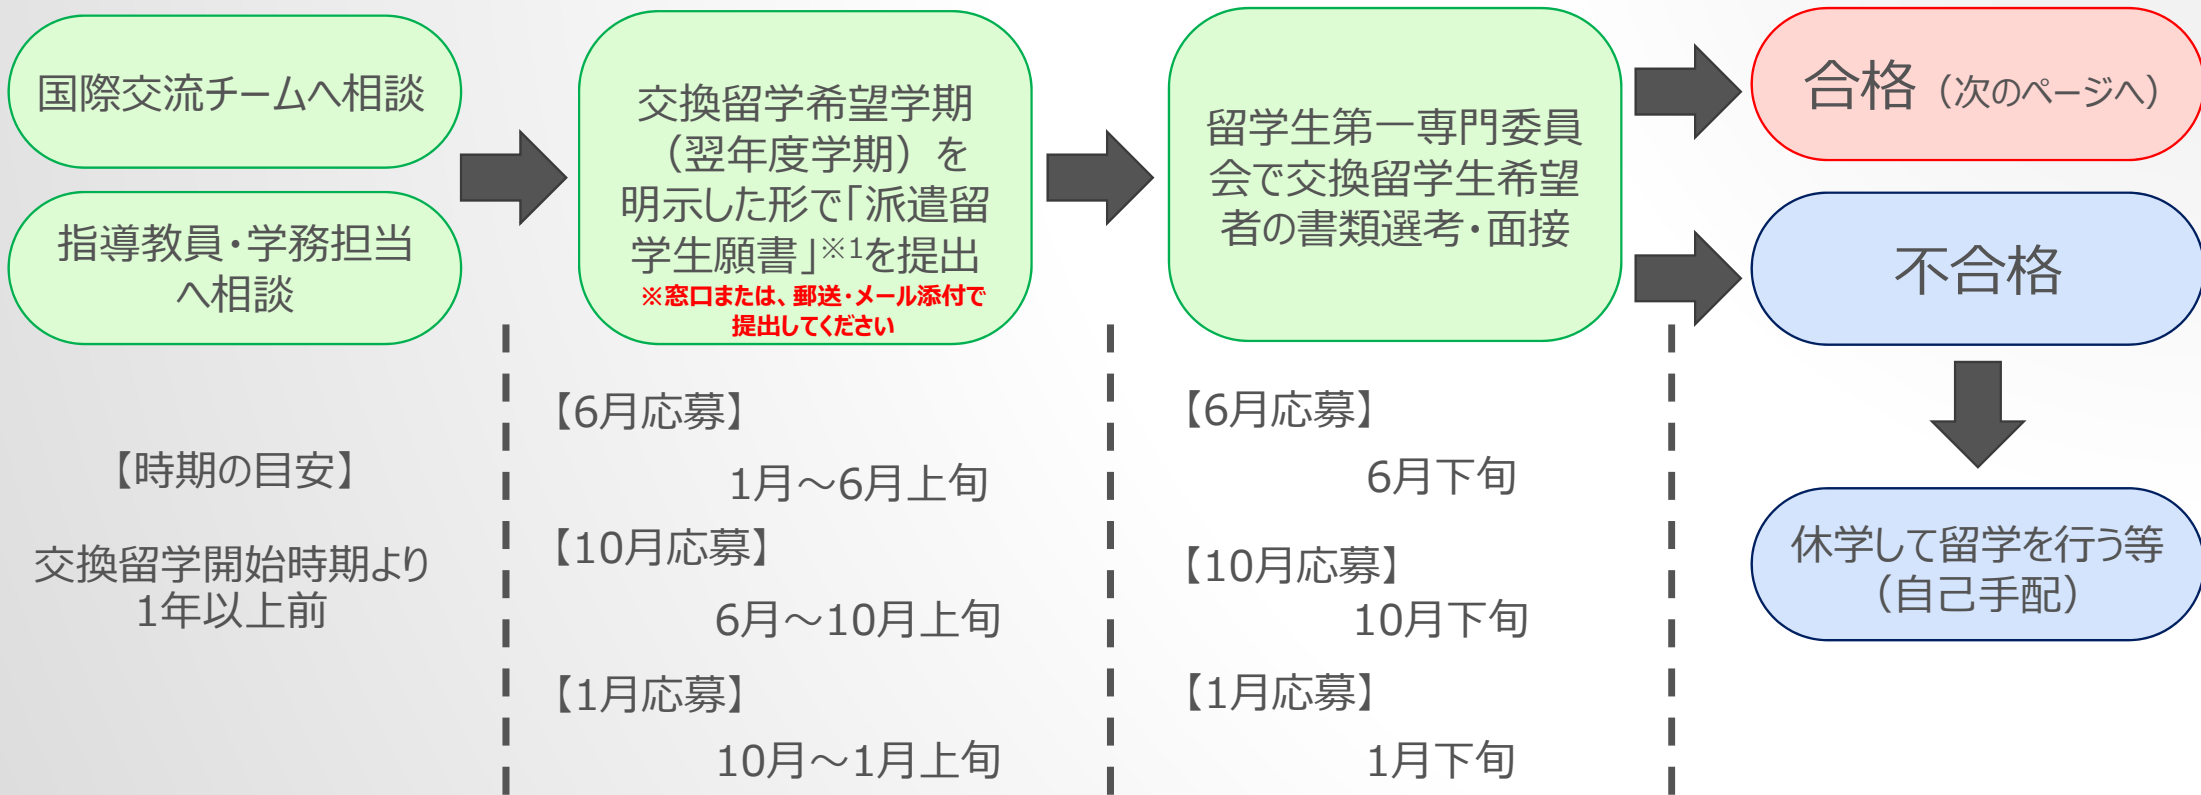 国際交流チームへ相談
指導教員・学務担当
へ相談
【時期の目安】
交換留学開始時期より
1年以上前
交換留学希望学期
（翌年度学期）を
明示した形で「派遣留
学生願書」※1を提出
※窓口または、郵送・メール添付で
提出してください
【6月応募】
1月～6月上旬
【10月応募】
6月～10月上旬
【1月応募】
10月～1月上旬
留学生第一専門委員
会で交換留学生希望
者の書類選考・面接
【6月応募】
6月下旬
【10月応募】
10月下旬
【1月応募】
1月下旬
合格（次のページへ）
不合格
休学して留学を行う等
（自己手配）